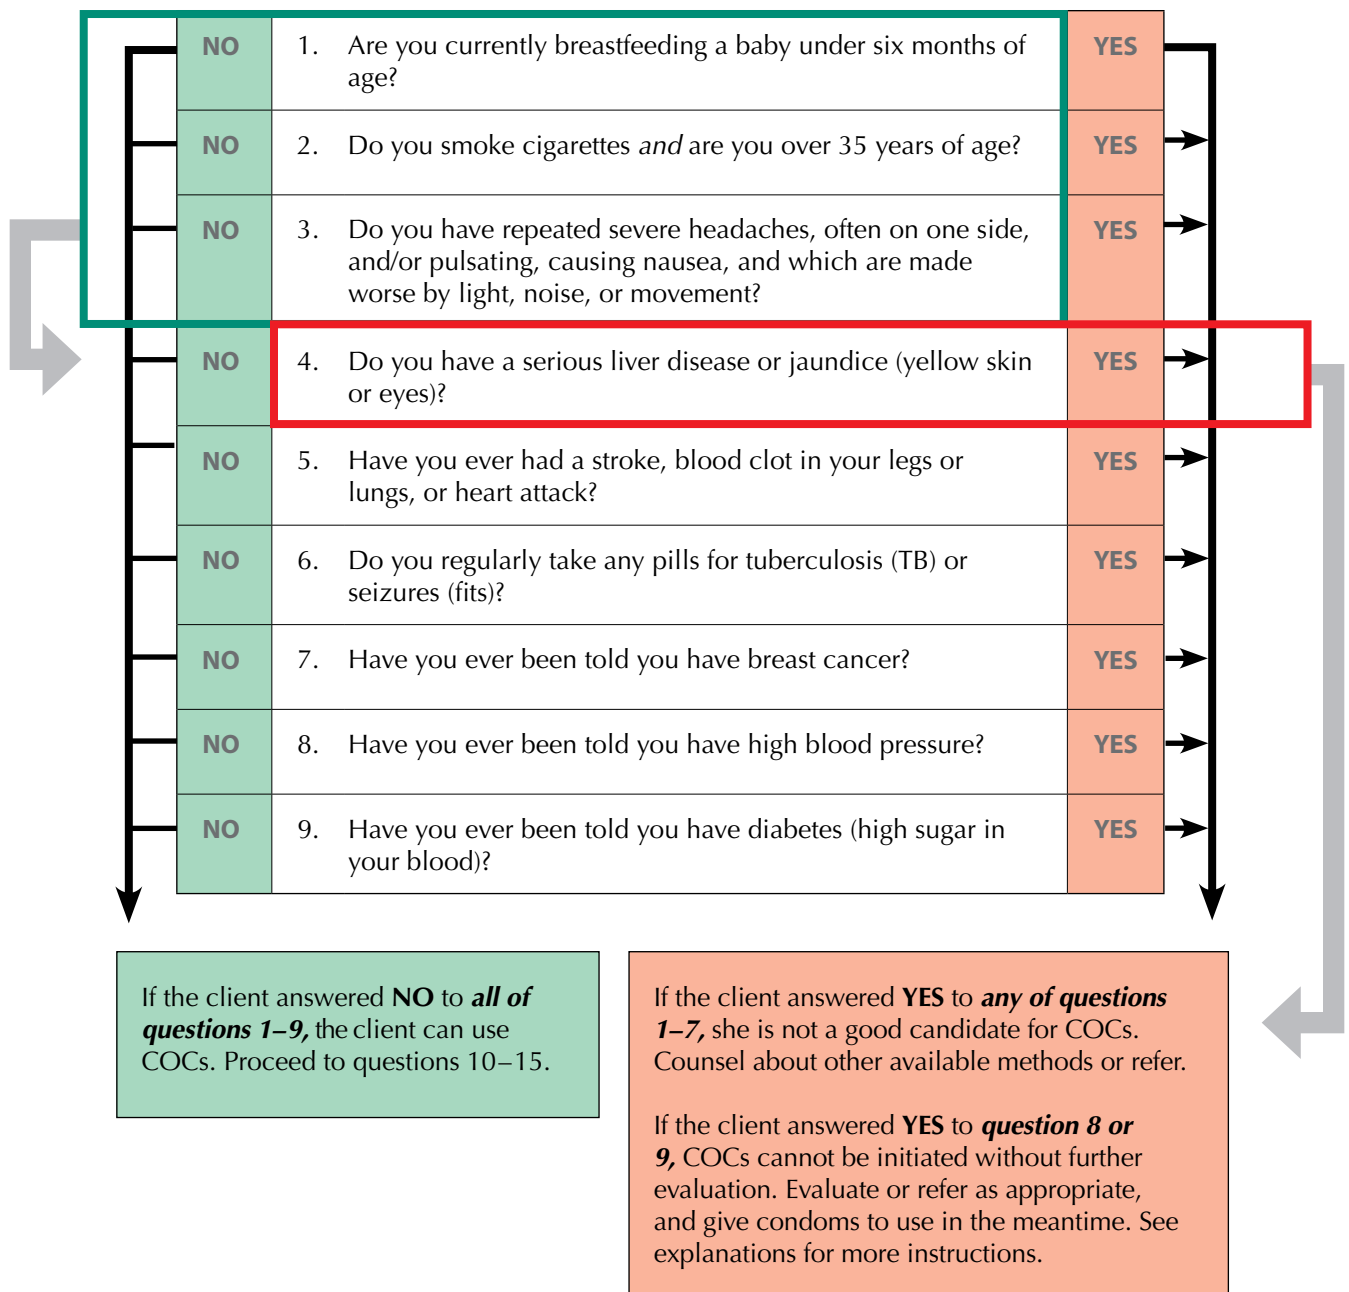 NO 1. Are you currently breastfeeding a baby under six months of YES
age?
NO 2. Do you smoke cigarettes and are you over 35 years of age? YES
NO 3. Do you have repeated severe headaches, often on one side, YES
and/or pulsating, causing nausea, and which are made
worse by light, noise, or movement?
NO 4. Do you have a serious liver disease or jaundice (yellow skin YES
or eyes)?
NO 5. Have you ever had a stroke, blood clot in your legs or YES
lungs, or heart attack?
NO 6. Do you regularly take any pills for tuberculosis (TB) or YES
seizures (fits)?
NO 7. Have you ever been told you have breast cancer? YES
NO 8. Have you ever been told you have high blood pressure? YES
NO 9. Have you ever been told you have diabetes (high sugar in YES
your blood)?
If the client answered NO to all of
questions 1–9, the client can use
COCs. Proceed to questions 10–15.
If the client answered YES to any of questions
1–7, she is not a good candidate for COCs.
Counsel about other available methods or refer.
If the client answered YES to question 8 or
9, COCs cannot be initiated without further
evaluation. Evaluate or refer as appropriate,
and give condoms to use in the meantime. See
explanations for more instructions.